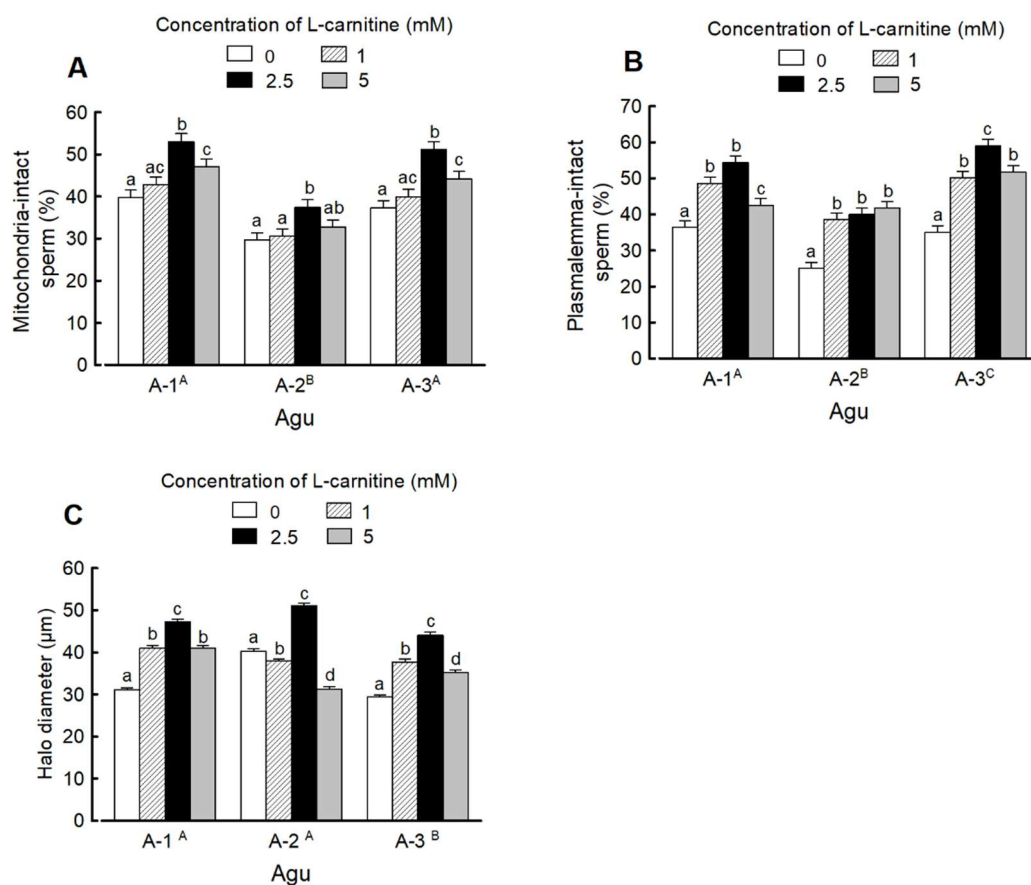 Concentration of L-carnitine (mM)
A
0
1
2.5
5
Mitochondria-intact
sperm (%)
60
50
40
30
20
10
0
a
ac
b
c
a
a
b
ab
a
ac
b
c
A-1A
A-2B
A-3A
Agu
Concentration of L-carnitine (mM)
B
0
1
2.5
5
Plasmalemma-intact
sperm (%)
70
60
50
40
30
20
10
0
a
b
b
c
a
b
b
b
a
b
c
b
A-1A
A-2B
A-3C
Agu
Concentration of L-carnitine (mM)
C
0
1
2.5
5
Halo diameter (µm)
60
50
40
30
20
10
0
a
b
c
b
a
b
c
d
a
b
c
d
A-1 A
A-2 A
A-3 B
Agu